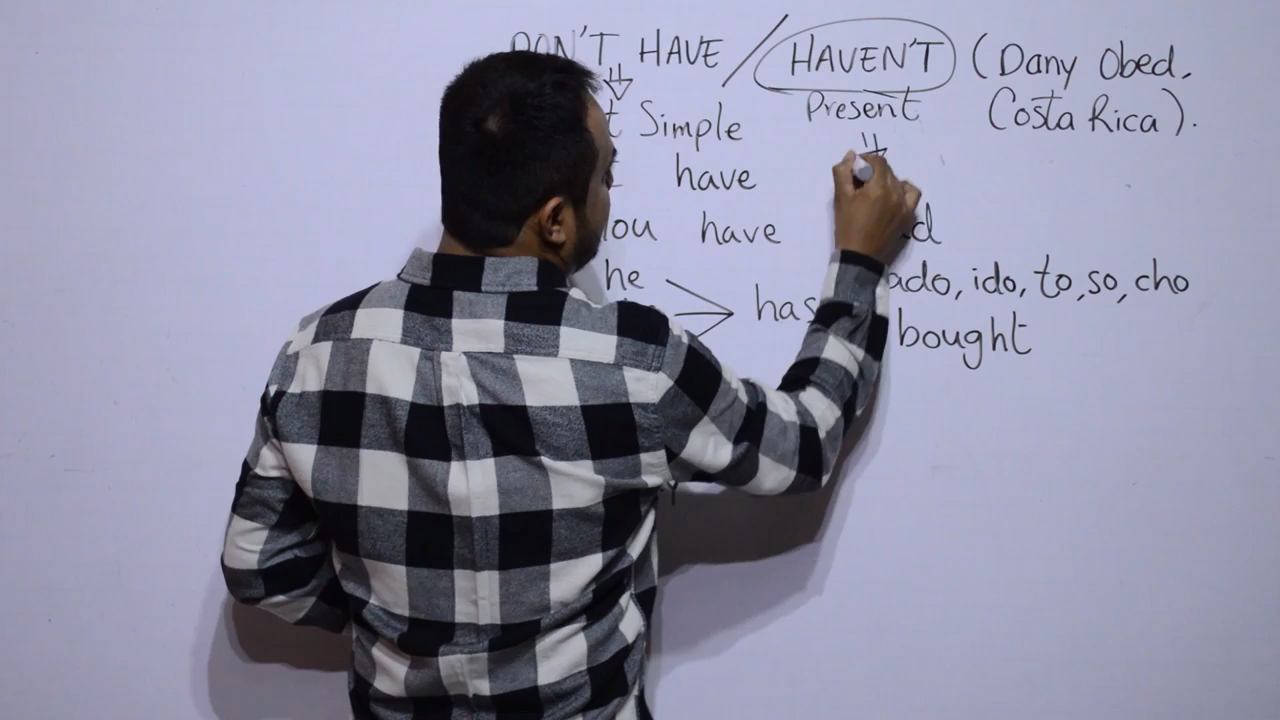 DON'T HAVE / HAVEN'T (Dany Obed,
Simple Present Costa Rica).
have
have
he has ado, ido, to, so, cho
bought